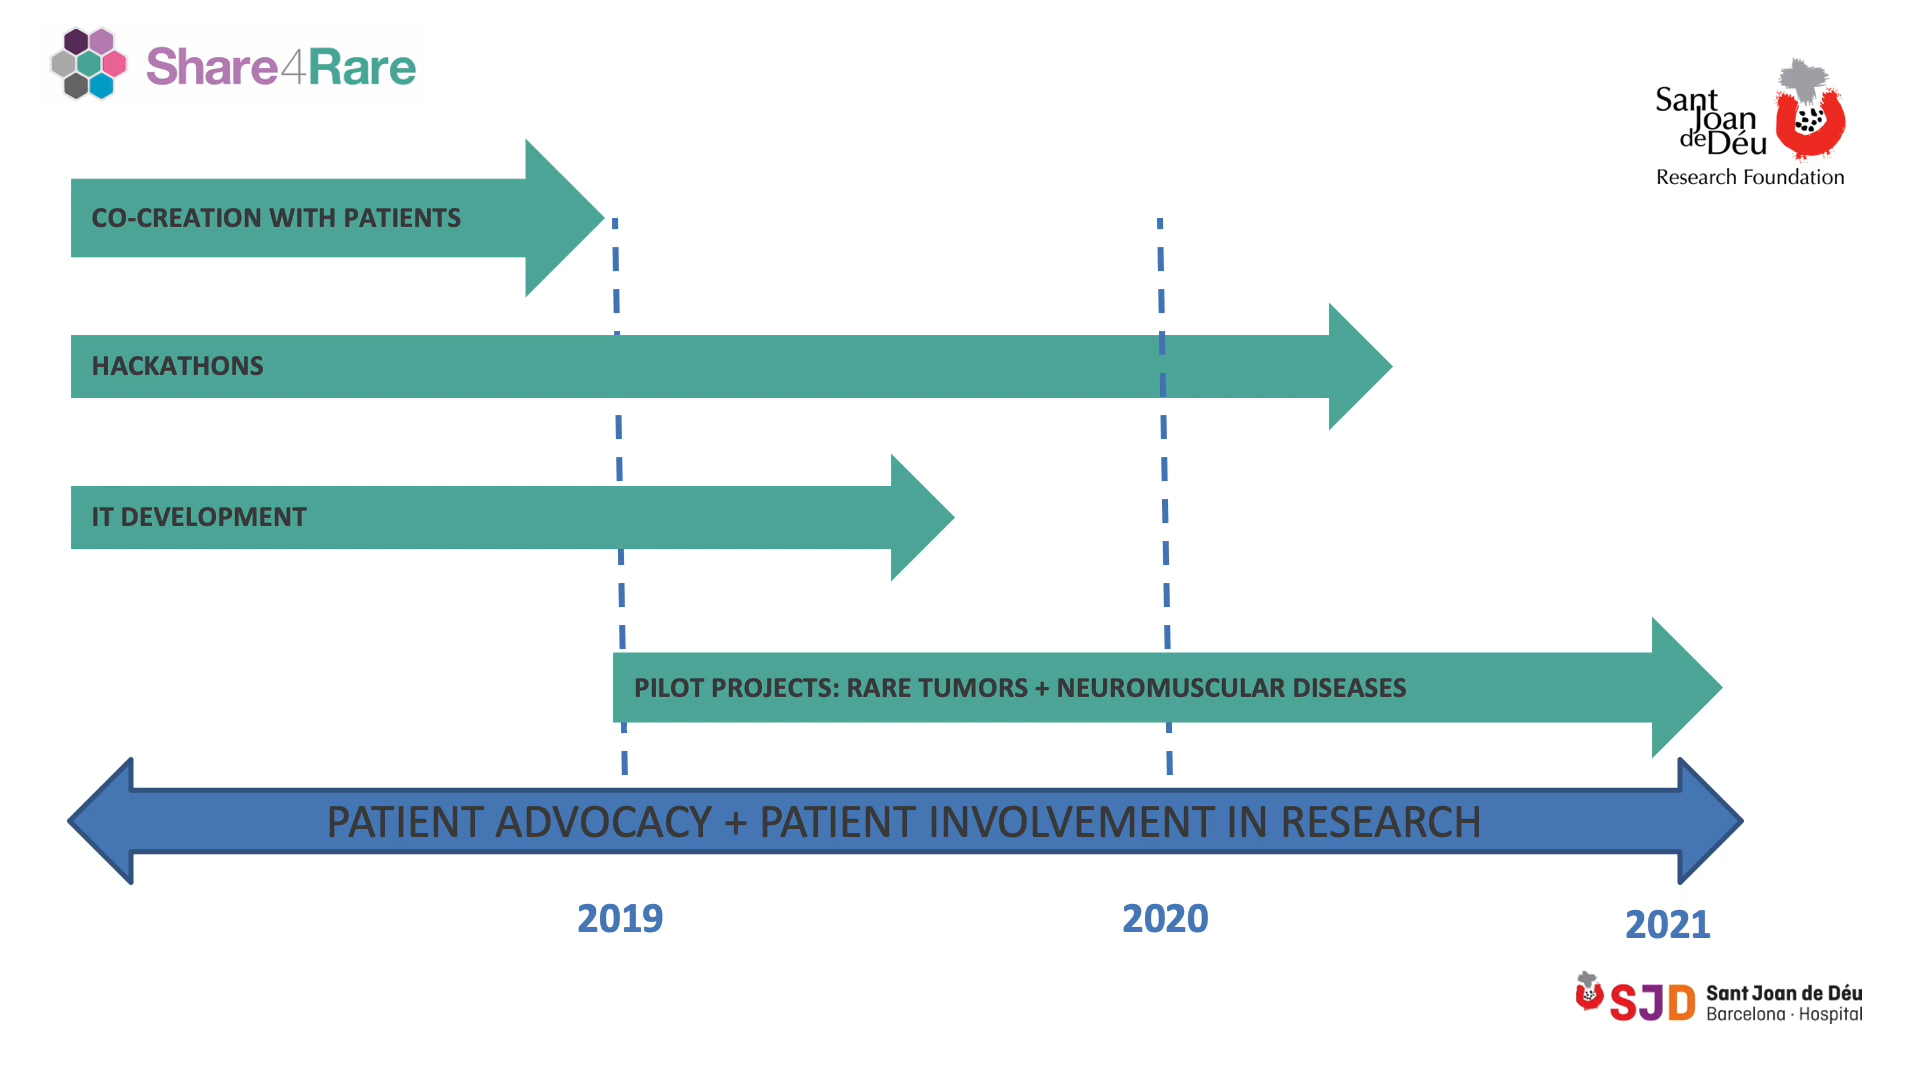 Share4Rare
Sant
Joan
de Déu
Research Foundation
CO-CREATION WITH PATIENTS
HACKATHONS
IT DEVELOPMENT
PILOT PROJECTS: RARE TUMORS + NEUROMUSCULAR DISEASES
PATIENT ADVOCACY + PATIENT INVOLVEMENT IN RESEARCH
2019
2020
2021
SJD
Sant Joan de Déu
Barcelona · Hospital